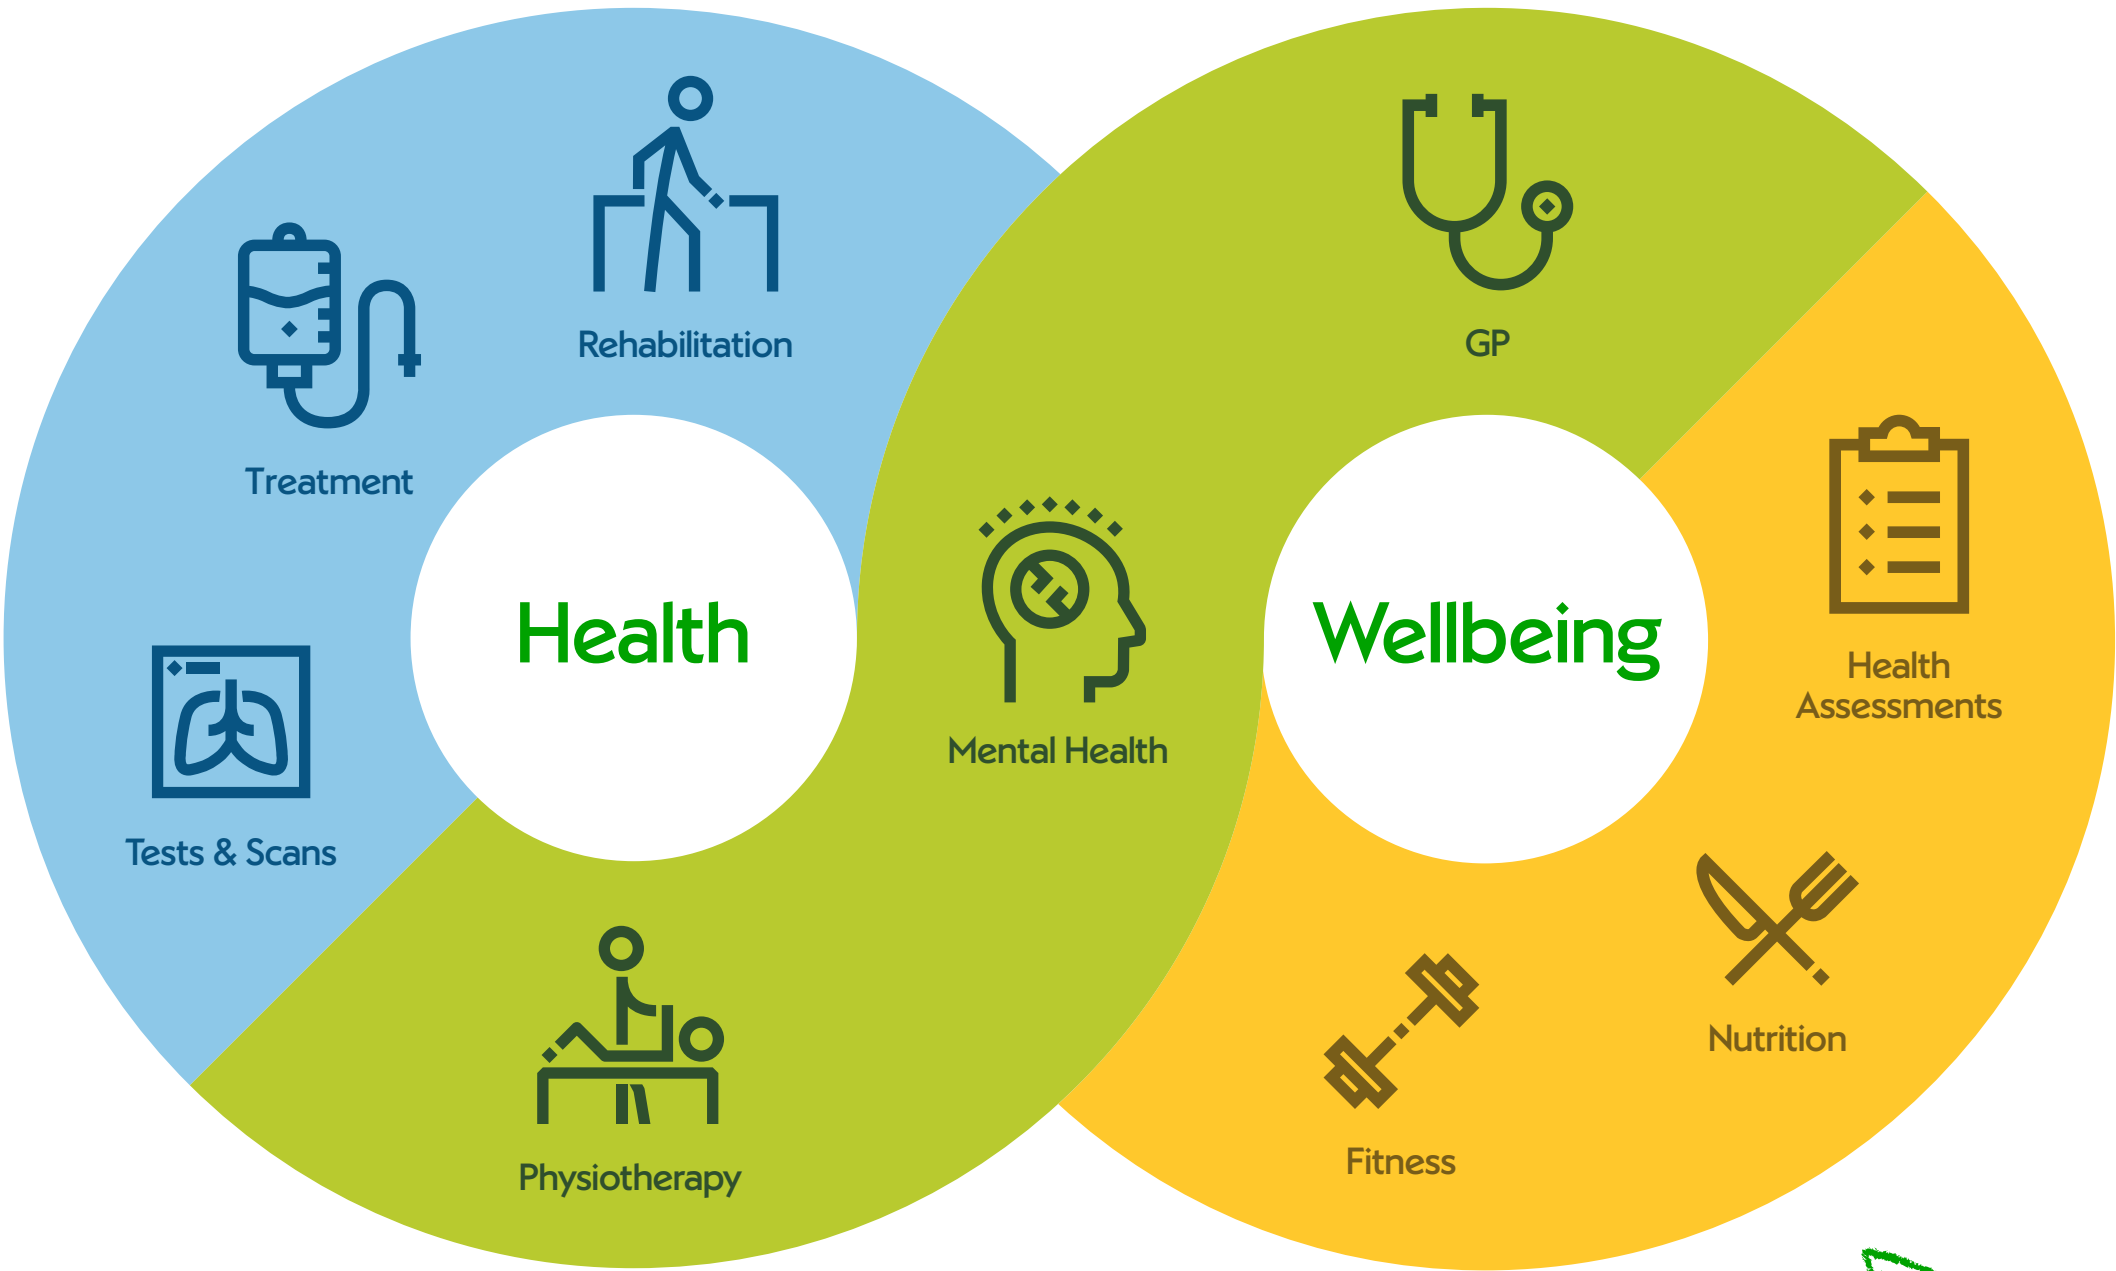 Rehabilitation
GP
Treatment
Health
Wellbeing
Health
Assessments
Mental Health
Tests & Scans
Nutrition
Fitness
Physiotherapy